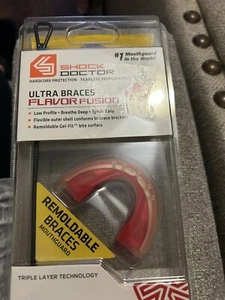 SHOCK
DOCTOR
#1 Mouthguard
in the World
HARDCORE PROTECTION FEARLESS PERFORMANCE
ULTRA BRACES
FLAVOR FUSION
• Low Profile • Breathe Deep • Speak Easy
• Flexible outer shell conforms to braces brackets
• Remoldable Gel-Fit™ bite surface
REMOLDABLE
BRACES
MOUTHGUARD
TRIPLE LAYER TECHNOLOGY